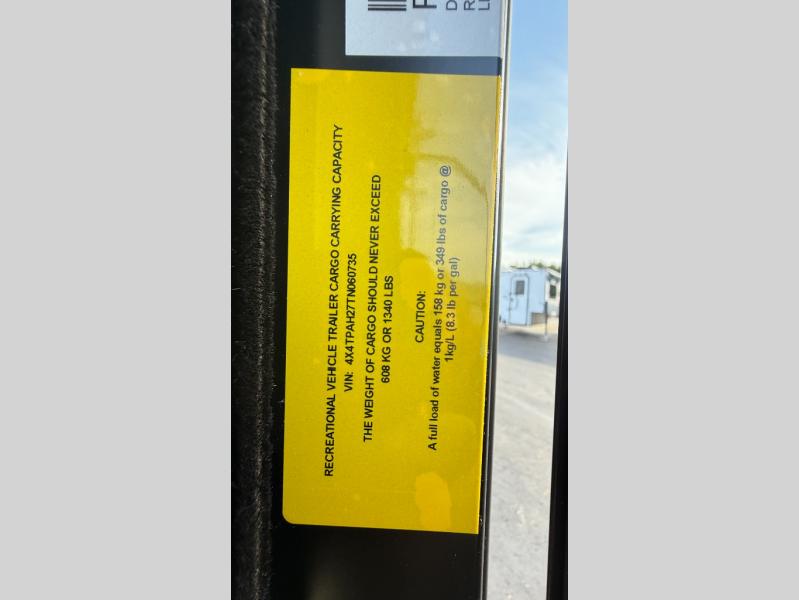 RECREATIONAL VEHICLE TRAILER CARGO CARRYING CAPACITY
VIN: 4X4TPAH27TN060735
THE WEIGHT OF CARGO SHOULD NEVER EXCEED
608 KG OR 1340 LBS
CAUTION:
A full load of water equals 158 kg or 349 lbs of cargo @
1kg/L (8.3 lb per gal)